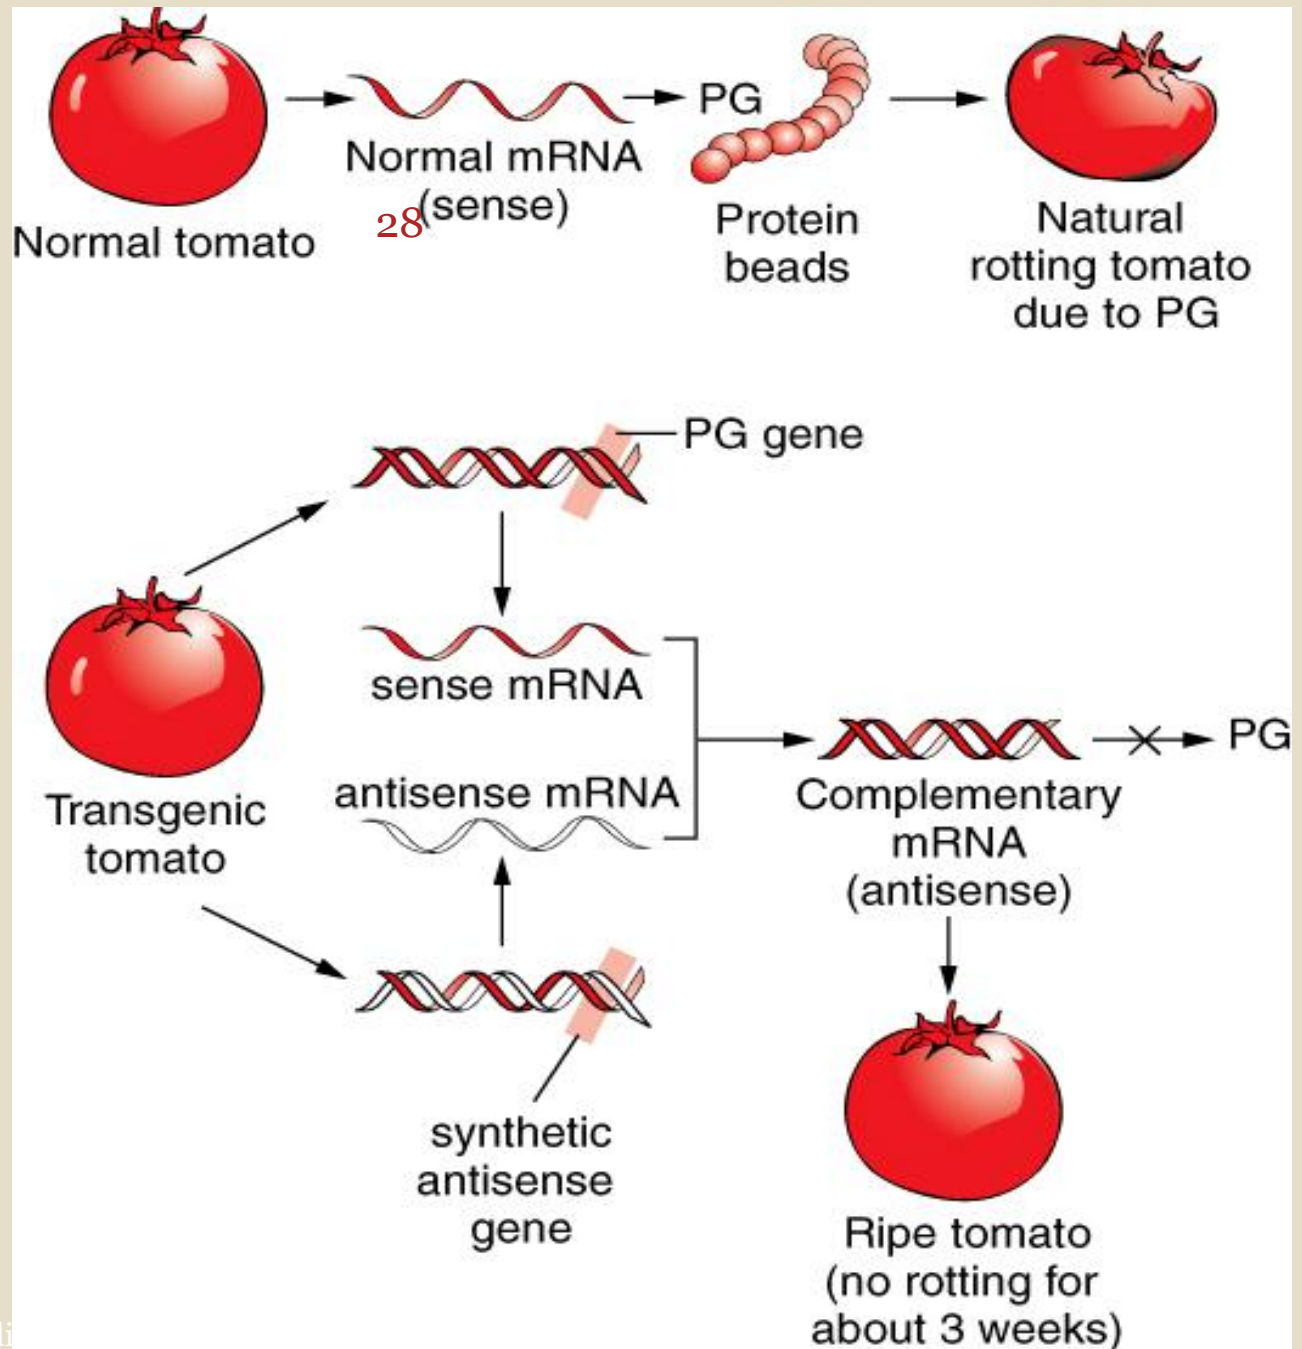 PG
Normal mRNA
(sense)
28
Normal tomato
Protein
beads
Natural
rotting tomato
due to PG
PG gene
sense mRNA
antisense mRNA
Transgenic
tomato
Complementary
mRNA
(antisense)
PG
synthetic
antisense
gene
Ripe tomato
(no rotting for
about 3 weeks)